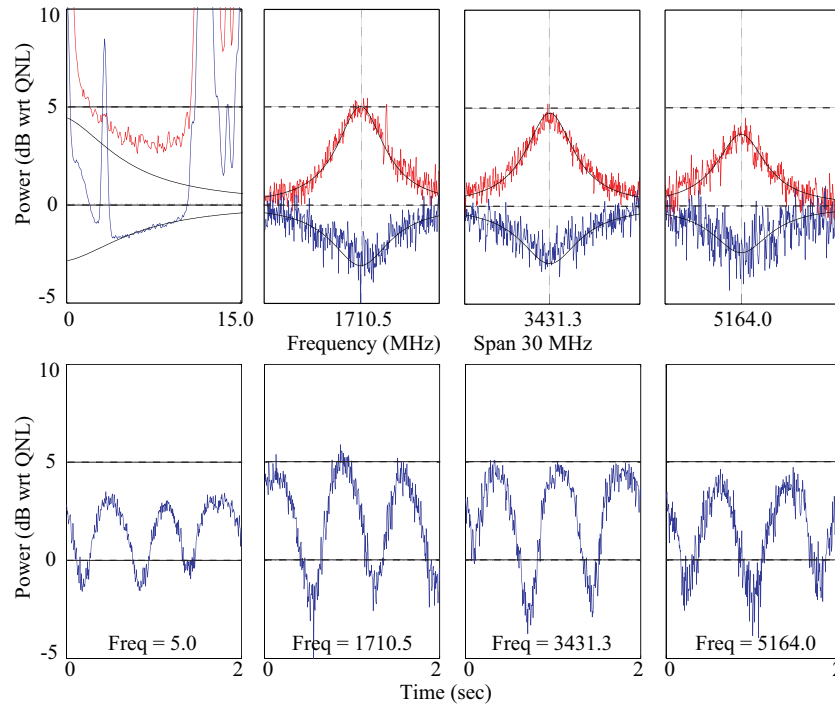 10
5
0
-5
Power (dB wrt QNL)
0 15.0 1710.5 3431.3 5164.0
Frequency (MHz) Span 30 MHz
10
5
0
-5
Power (dB wrt QNL)
Freq = 5.0 Freq = 1710.5 Freq = 3431.3 Freq = 5164.0
0 2 0 2 0 2 0 2
Time (sec)